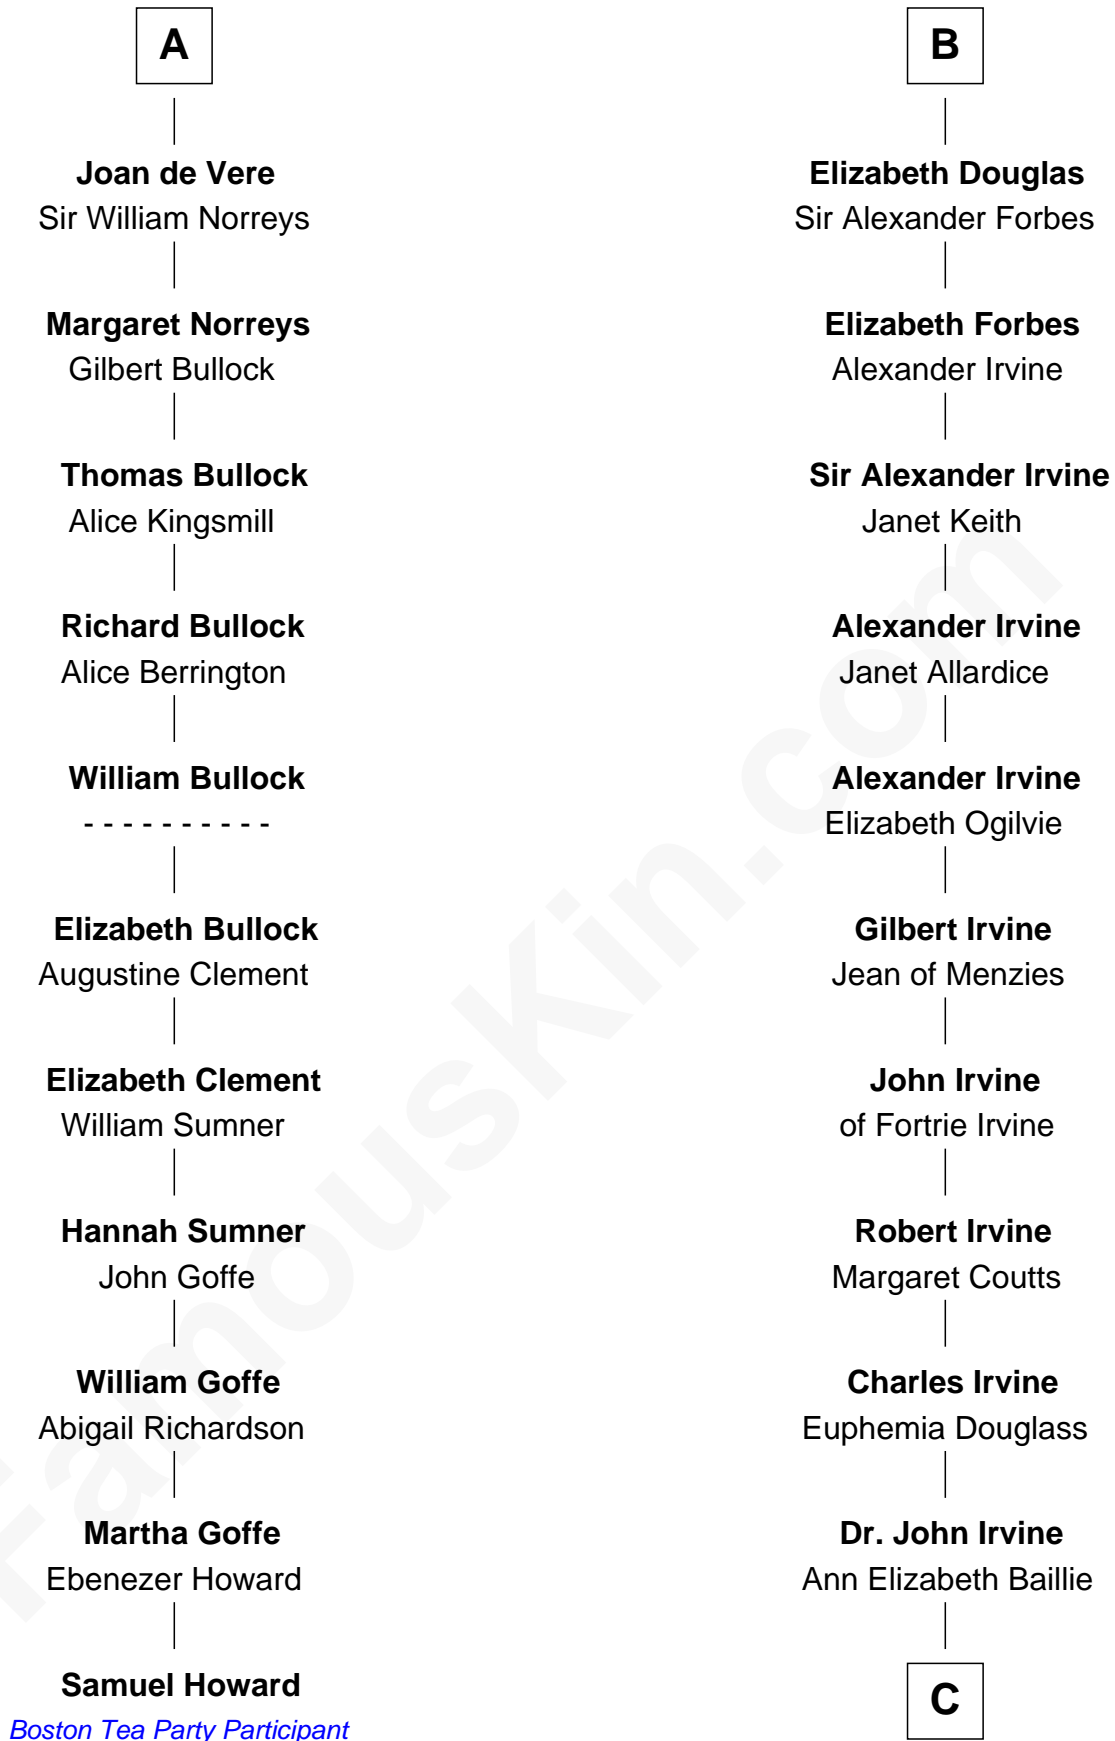 A
Joan de Vere
Sir William Norreys
Margaret Norreys
Gilbert Bullock
Thomas Bullock
Alice Kingsmill
Richard Bullock
Alice Berrington
William Bullock
- - - - - - - - - -
Elizabeth Bullock
Augustine Clement
Elizabeth Clement
William Sumner
Hannah Sumner
John Goffe
William Goffe
Abigail Richardson
Martha Goffe
Ebenezer Howard
Samuel Howard
Boston Tea Party Participant
B
Elizabeth Douglas
Sir Alexander Forbes
Elizabeth Forbes
Alexander Irvine
Sir Alexander Irvine
Janet Keith
Alexander Irvine
Janet Allardice
Alexander Irvine
Elizabeth Ogilvie
Gilbert Irvine
Jean of Menzies
John Irvine
of Fortrie Irvine
Robert Irvine
Margaret Coutts
Charles Irvine
Euphemia Douglass
Dr. John Irvine
Ann Elizabeth Baillie
C
FamousKin.com